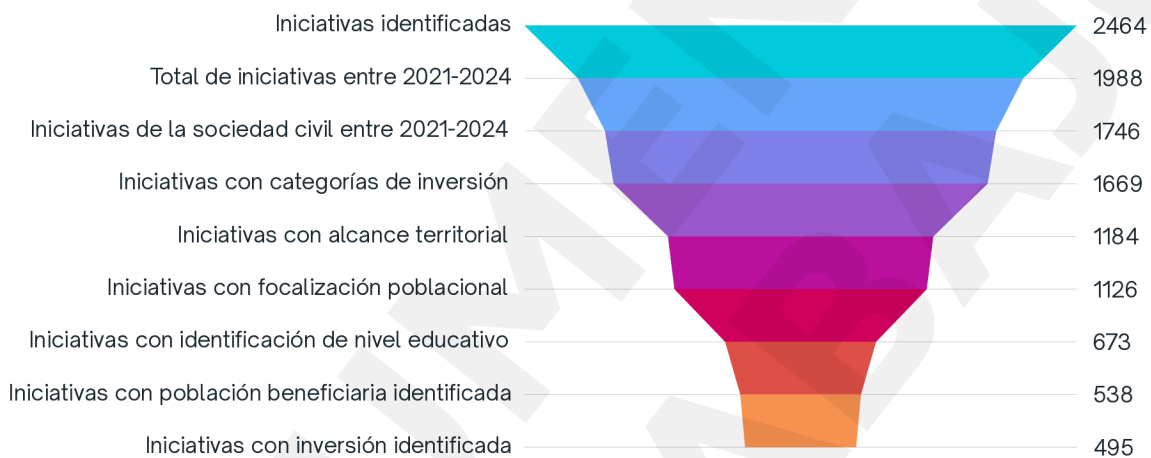 Iniciativas identificadas 2464
Total de iniciativas entre 2021-2024 1988
Iniciativas de la sociedad civil entre 2021-2024 1746
Iniciativas con categorías de inversión 1669
Iniciativas con alcance territorial 1184
Iniciativas con focalización poblacional 1126
Iniciativas con identificación de nivel educativo 673
Iniciativas con población beneficiaria identificada 538
Iniciativas con inversión identificada 495